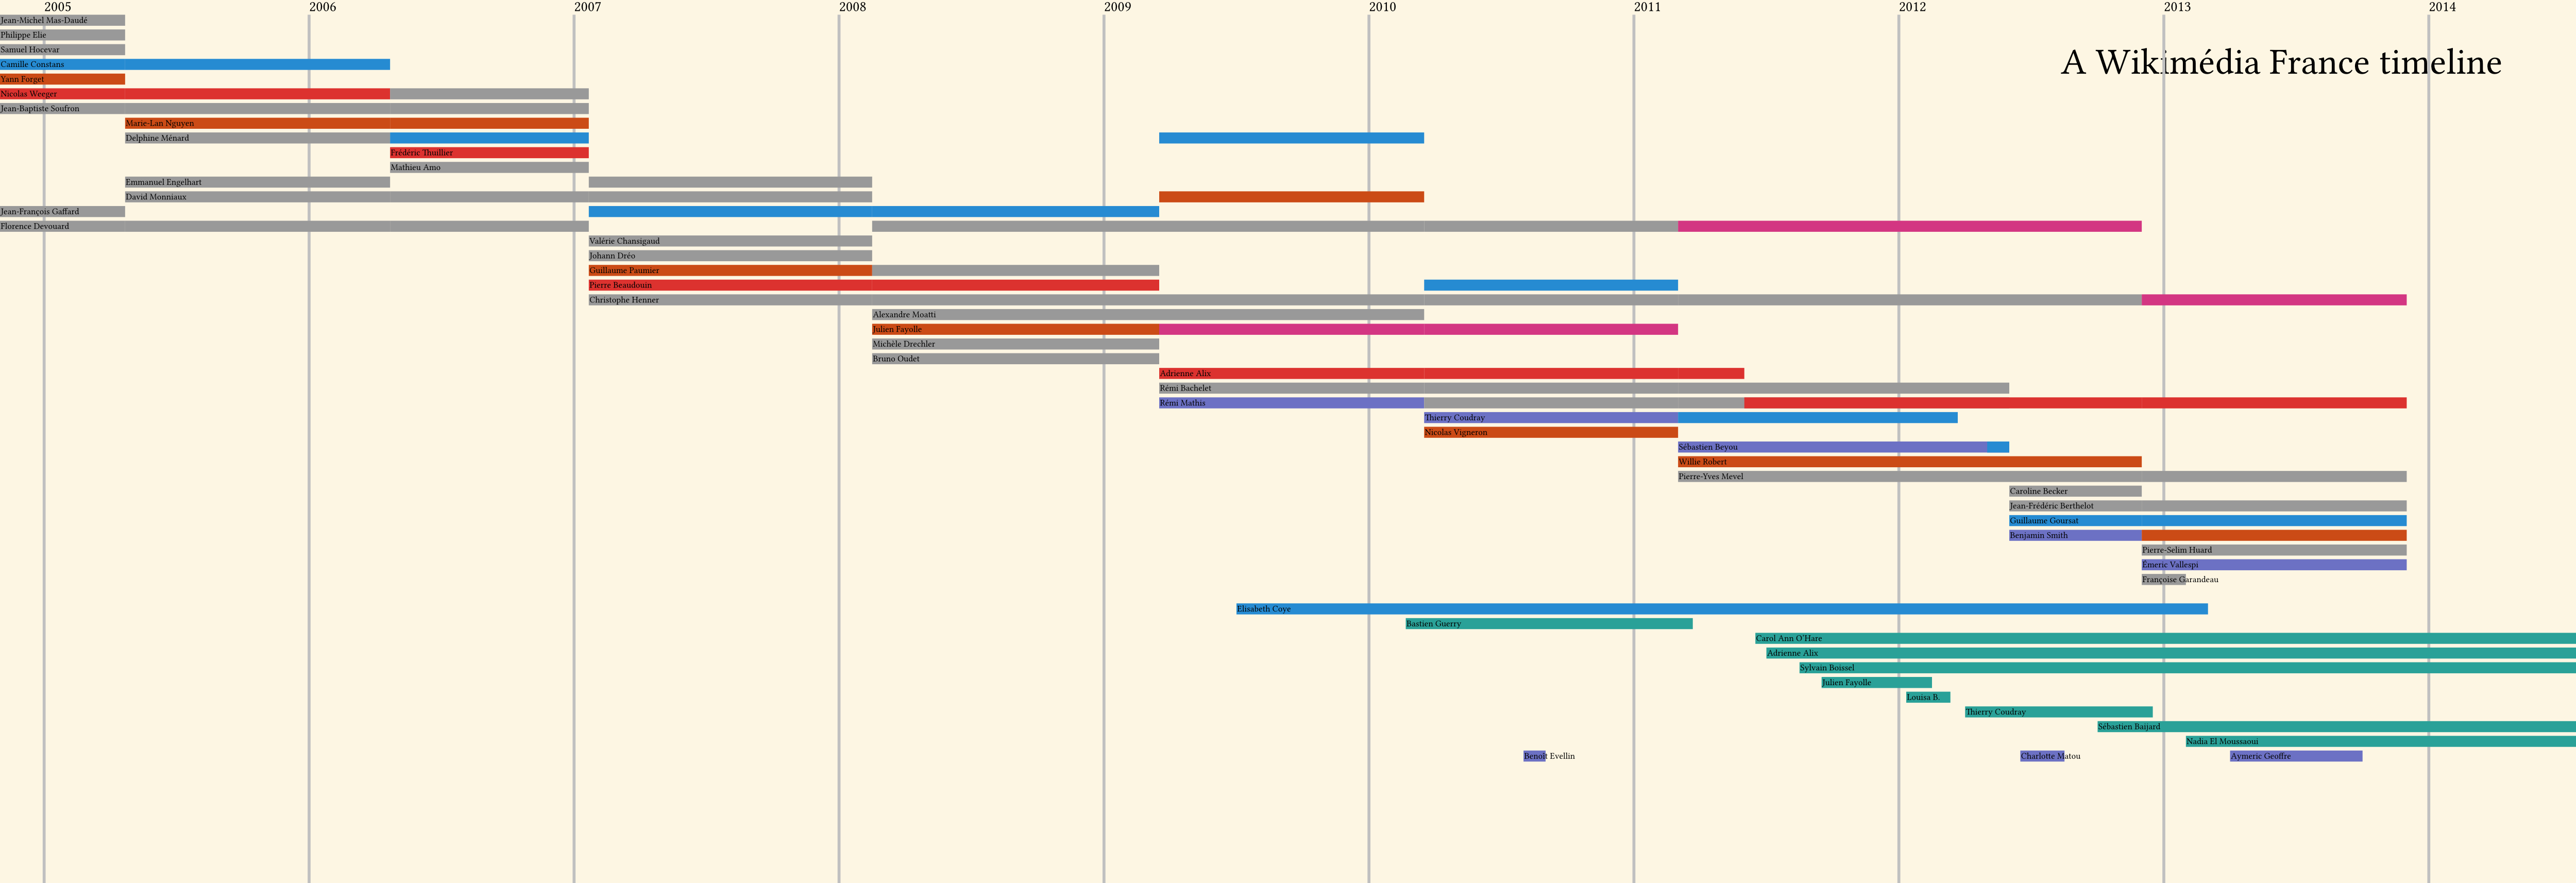 2005 2006 2007 2008 2009 2010 2011 2012 2013 2014
A Wikimédia France timeline
Jean-Michel Mas-Daudé
Philippe Elie
Samuel Hocevar
Camille Constans
Yann Forget
Nicolas Weeger
Jean-Baptiste Soufron
Marie-Lan Nguyen
Delphine Ménard
Frédéric Thuillier
Mathieu Amo
Emmanuel Engelhart
David Monniaux
Jean-François Gaffard
Florence Devouard
Valérie Chansigaud
Johann Dréo
Guillaume Paumier
Pierre Beaudouin
Christophe Henner
Alexandre Moatti
Julien Fayolle
Michèle Drechler
Bruno Oudet
Adrienne Alix
Rémi Bachelet
Rémi Mathis
Thierry Coudray
Nicolas Vigneron
Sébastien Beyou
Willie Robert
Pierre-Yves Mevel
Caroline Becker
Jean-Frédéric Berthelot
Guillaume Goursat
Benjamin Smith
Pierre-Selim Huard
Émeric Vallespi
Françoise Garandeau
Elisabeth Coye
Bastien Guerry
Carol Ann O'Hare
Adrienne Alix
Sylvain Boissel
Julien Fayolle
Louisa B.
Thierry Coudray
Sébastien Baijard
Nadia El Moussaoui
Benoît Evellin Charlotte Matou Aymeric Geoffre